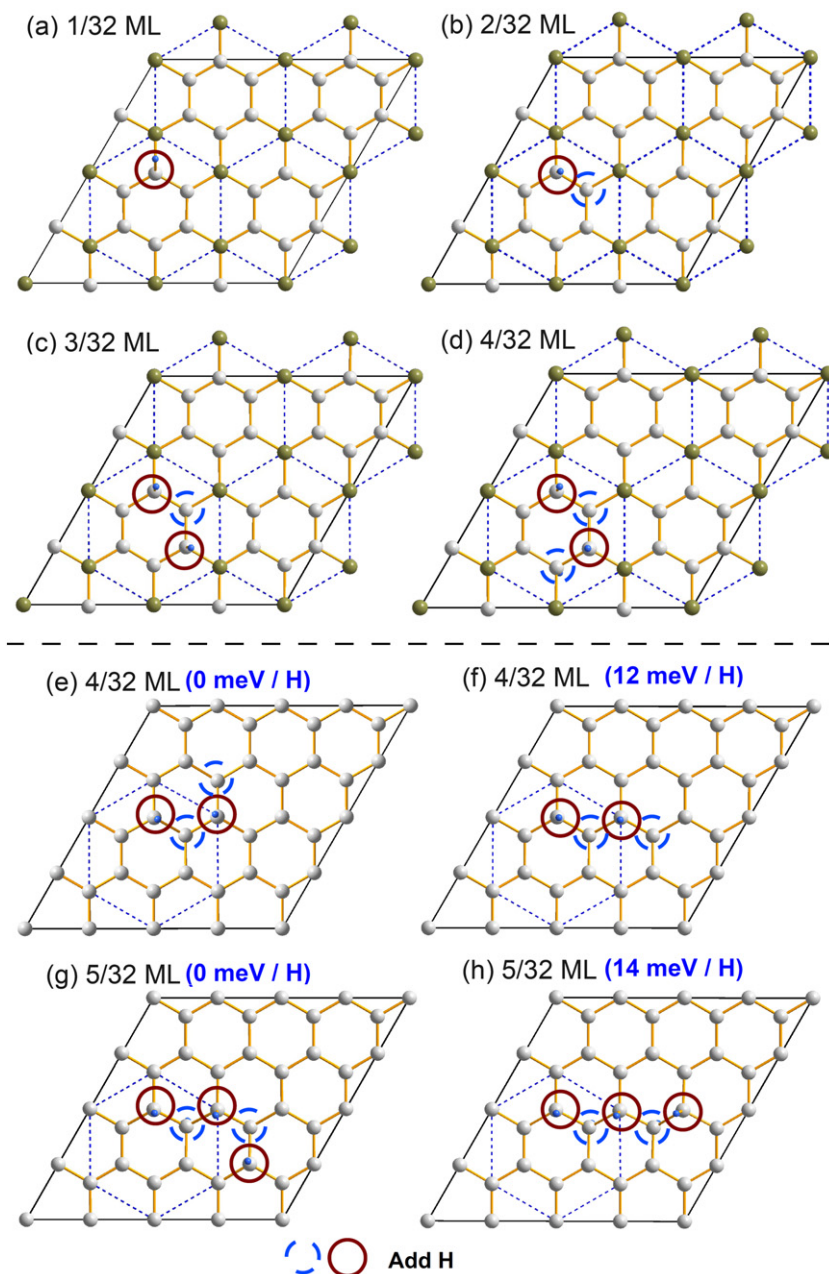 (a) 1/32 ML
(b) 2/32 ML
(c) 3/32 ML
(d) 4/32 ML
(e) 4/32 ML (0 meV / H)
(f) 4/32 ML (12 meV / H)
(g) 5/32 ML (0 meV / H)
(h) 5/32 ML (14 meV / H)
Add H